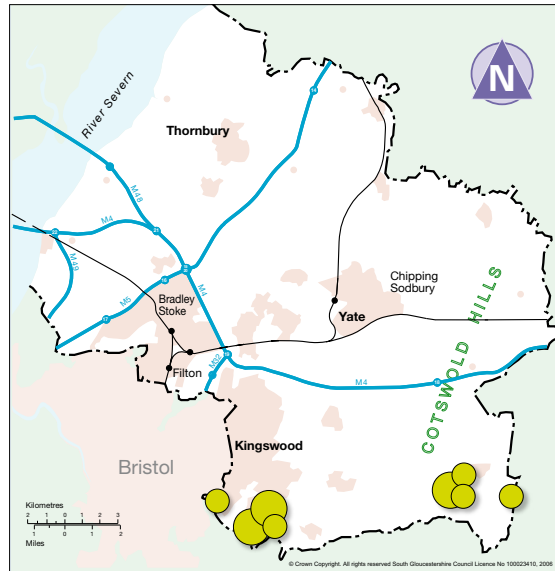 N
River Severn
Thornbury
M48
M4
M49
M5
Bradley
Stoke
M4
Chipping
Sodbury
Yate
Filton
M32
M4
COTSWOLD HILLS
Kingswood
Bristol
Kilometres
2 1 0 1 2 3
1 0 1 2
Miles
© Crown Copyright. All rights reserved South Gloucestershire Council Licence No 100023410, 2006